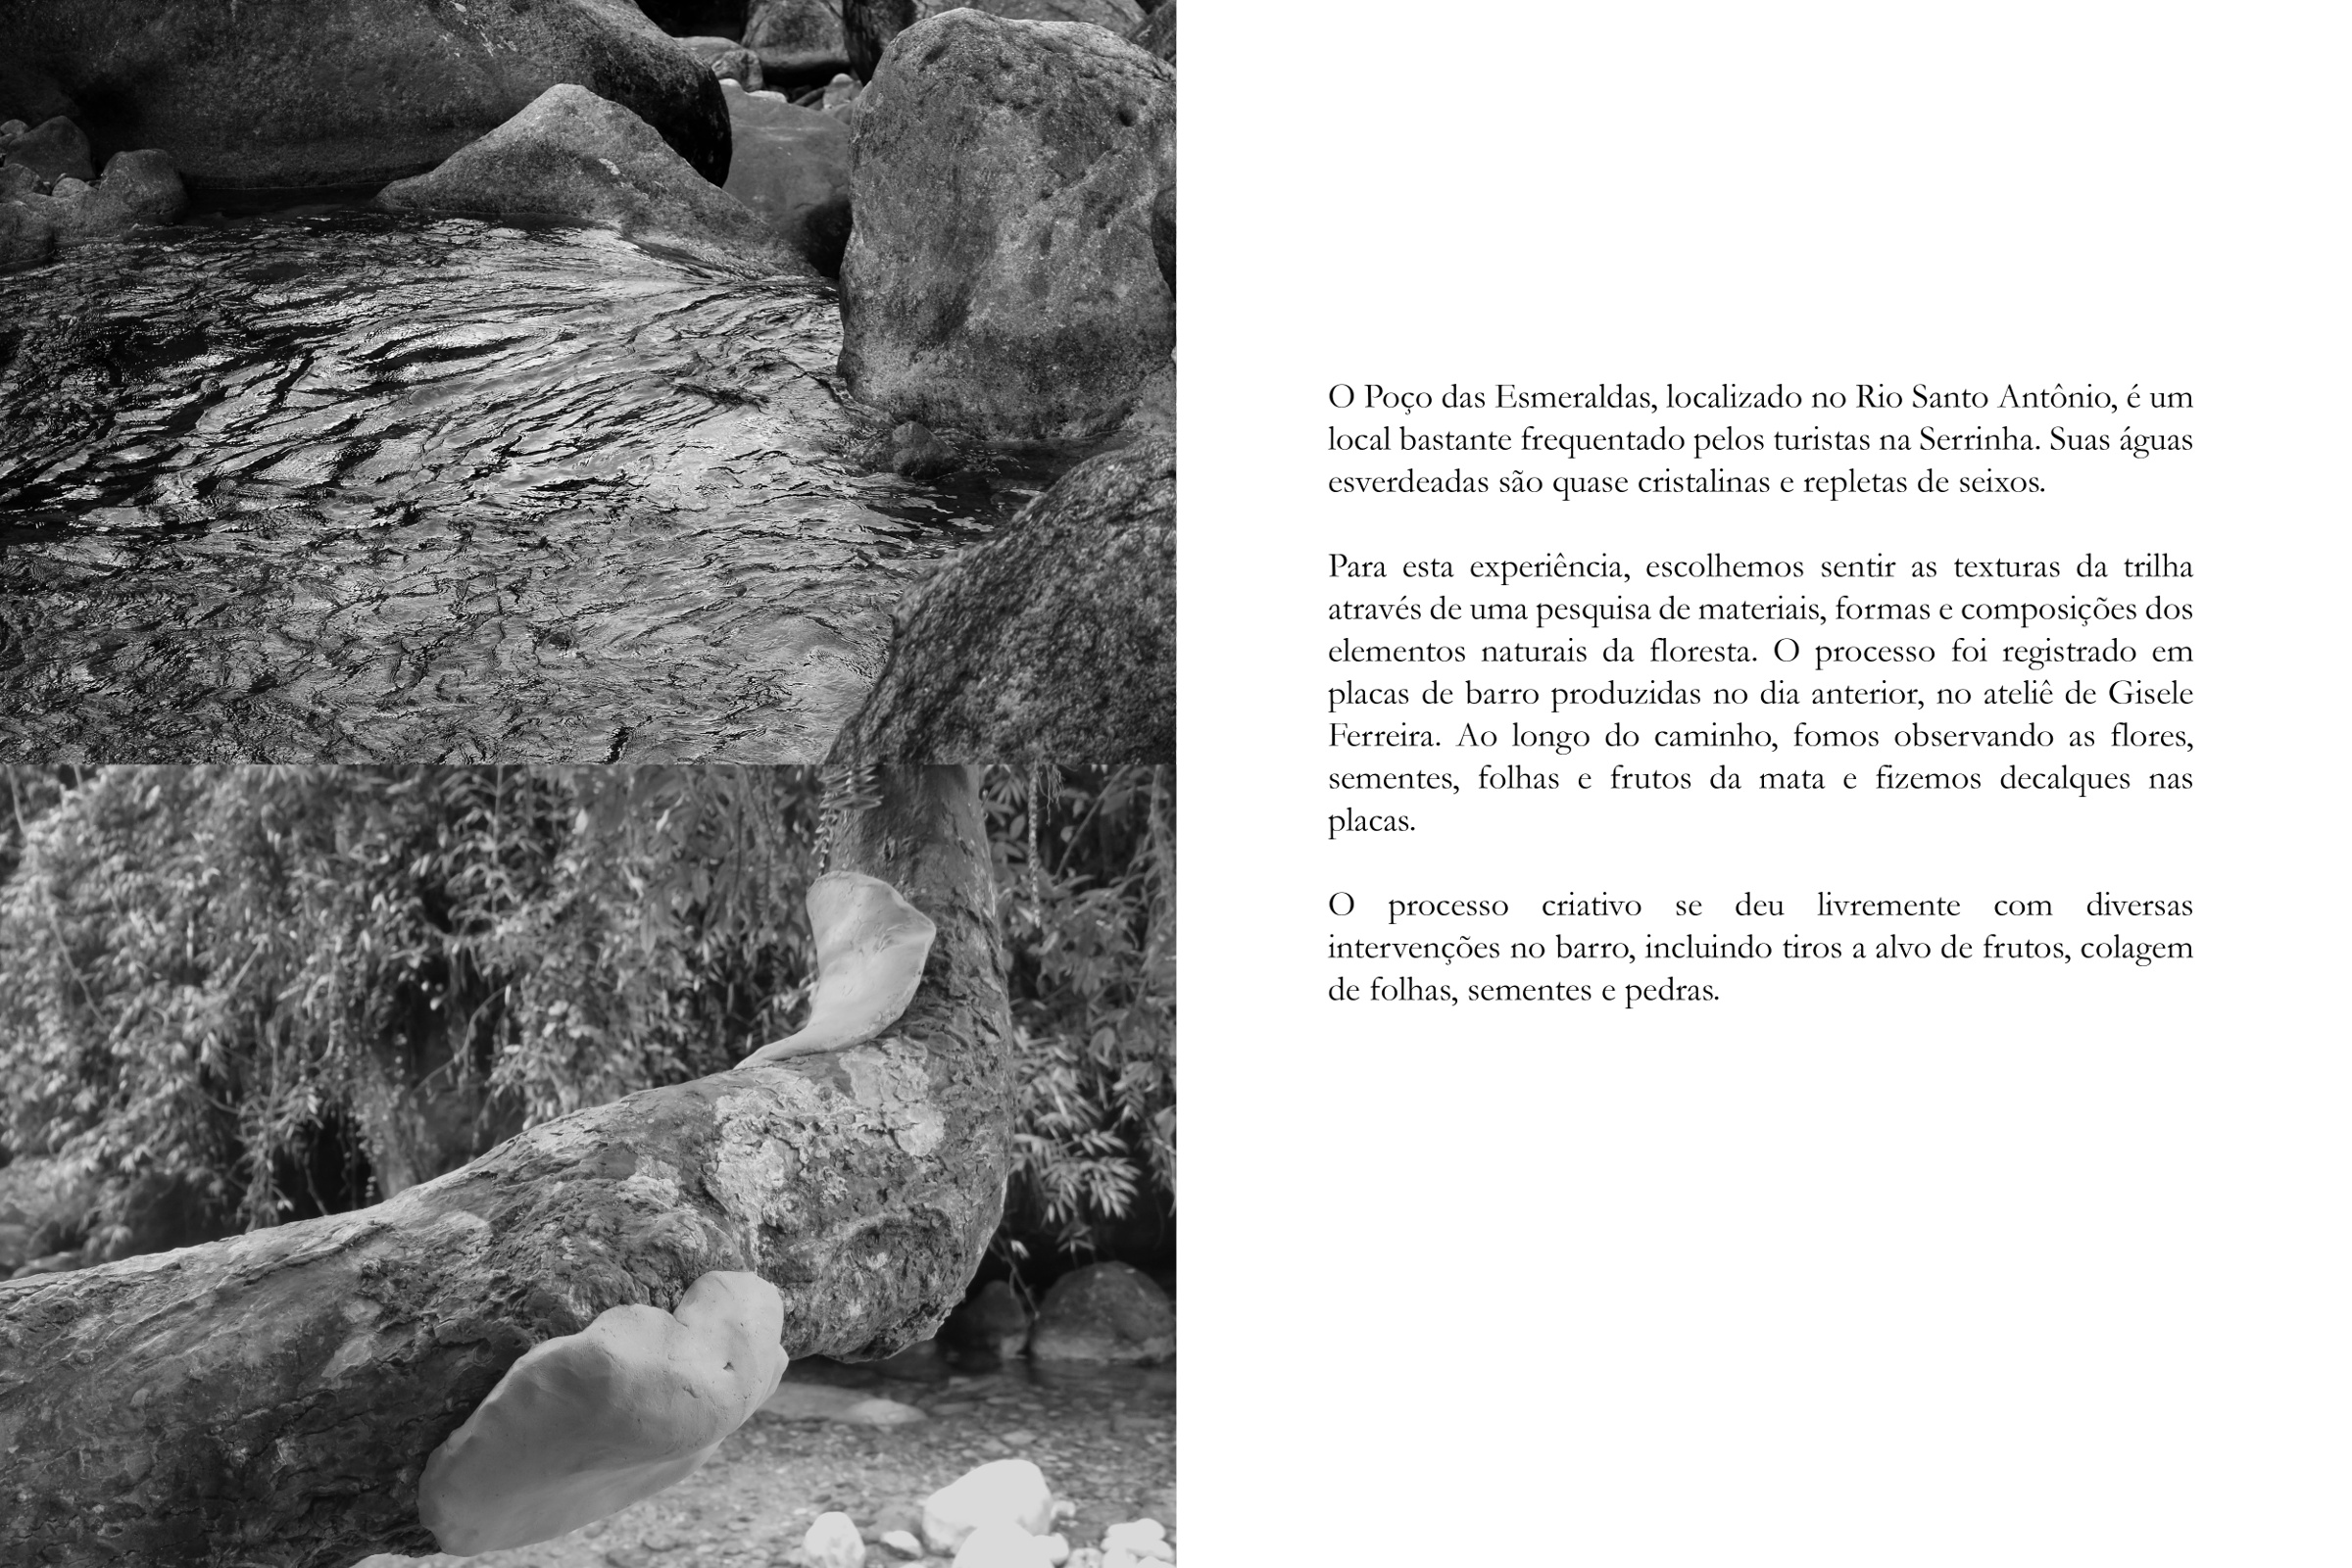 O Poço das Esmeraldas, localizado no Rio Santo Antônio, é um
local bastante frequentado pelos turistas na Serrinha. Suas águas
esverdeadas são quase cristalinas e repletas de seixos.
Para esta experiência, escolhemos sentir as texturas da trilha
através de uma pesquisa de materiais, formas e composições dos
elementos naturais da floresta. O processo foi registrado em
placas de barro produzidas no dia anterior, no ateliê de Gisele
Ferreira. Ao longo do caminho, fomos observando as flores,
sementes, folhas e frutos da mata e fizemos decalques nas
placas.
O processo criativo se deu livremente com diversas
intervenções no barro, incluindo tiros a alvo de frutos, colagem
de folhas, sementes e pedras.